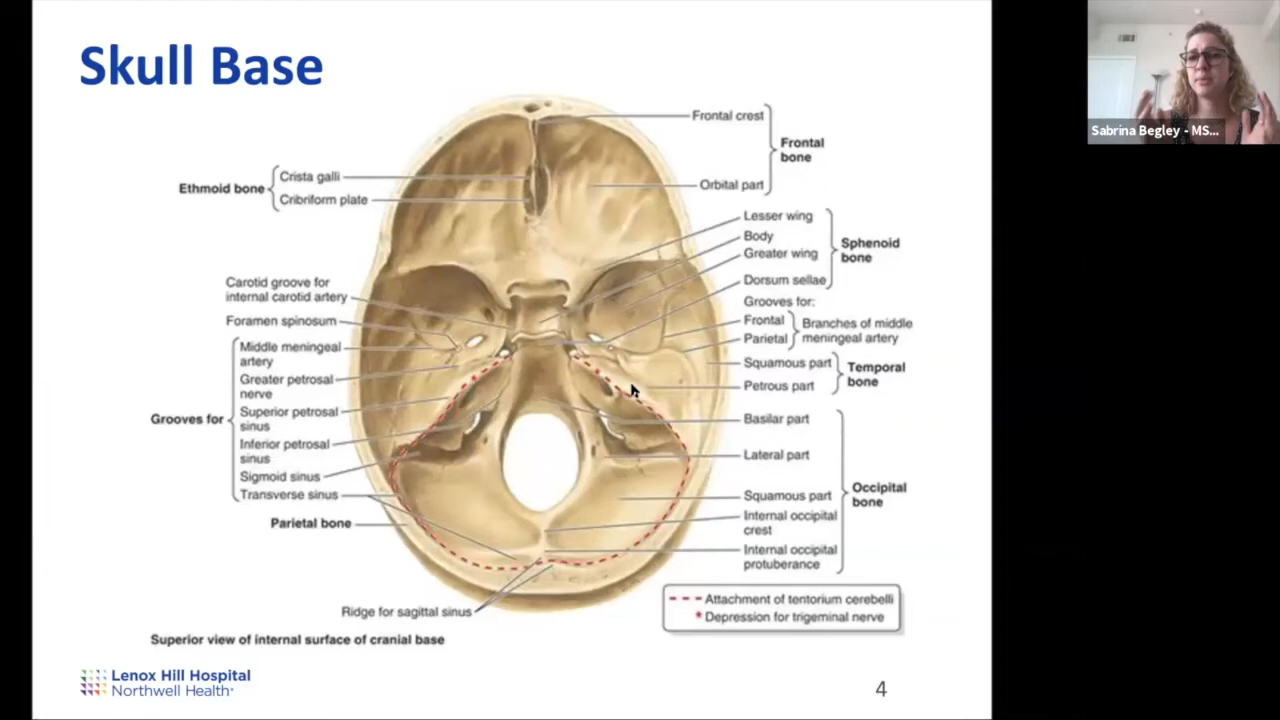 Skull Base
Frontal crest
Frontal
bone
Orbital part
Crista galli
Ethmoid bone
Cribriform plate
Lesser wing
Body
Greater wing
Sphenoid
bone
Dorsum sellae
Grooves for:
Frontal
Parietal
Branches of middle
meningeal artery
Squamous part
Petrous part
Temporal
bone
Basilar part
Lateral part
Squamous part
Occipital
bone
Internal occipital
crest
Internal occipital
protuberance
Carotid groove for
internal carotid artery
Foramen spinosum
Middle meningeal
artery
Greater petrosal
nerve
Grooves for
Superior petrosal
sinus
Inferior petrosal
sinus
Sigmoid sinus
Transverse sinus
Parietal bone
Ridge for sagittal sinus
Attachment of tentorium cerebelli
* Depression for trigeminal nerve
Superior view of internal surface of cranial base
Lenox Hill Hospital
Northwell Health
4
Sabrina Begley - MS...